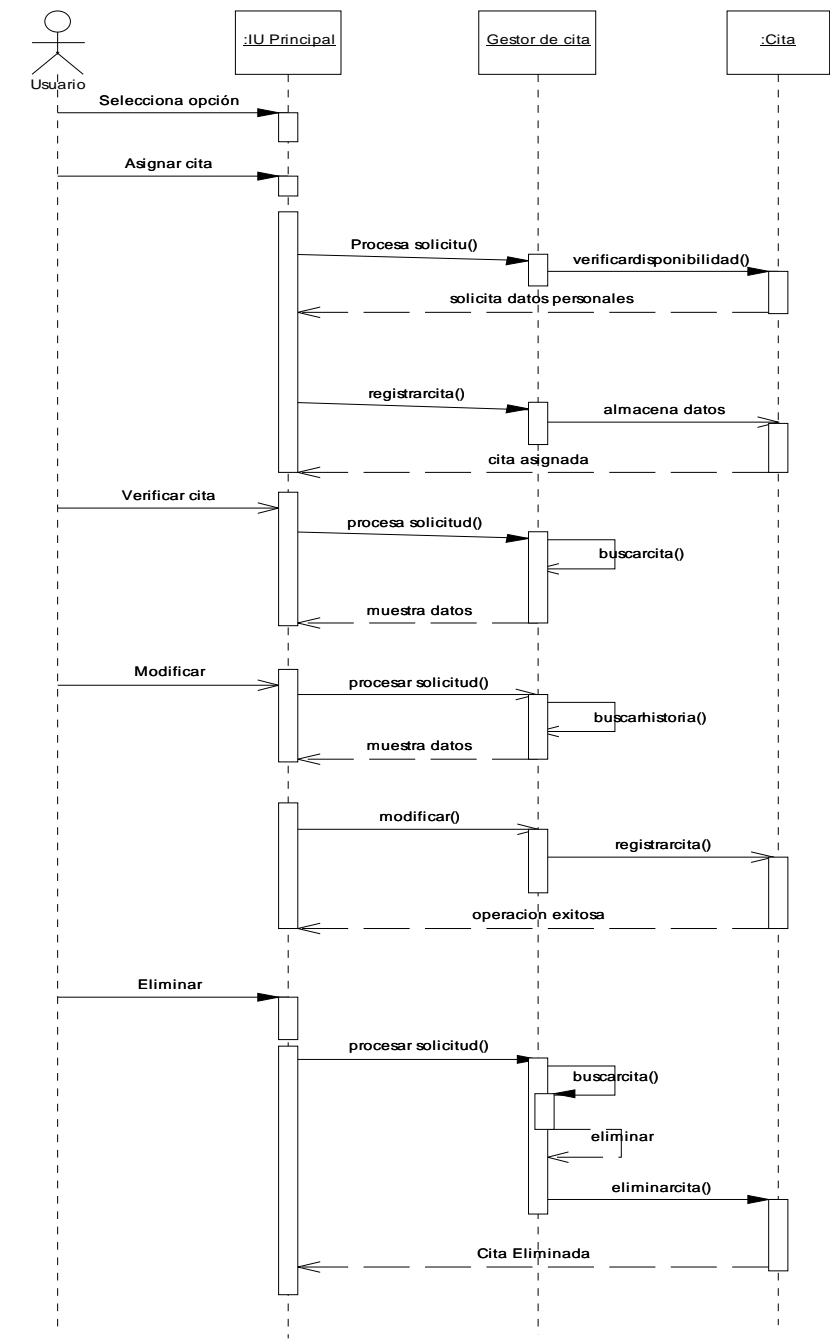 :IU Principal
Gestor de cita
:Cita
Usuario
Selecciona opción
Asignar cita
Procesa solicitu()
verificardisponibilidad()
solicita datos personales
registrarcita()
almacena datos
cita asignada
Verificar cita
procesa solicitud()
buscarcita()
muestra datos
Modificar
procesar solicitud()
buscarhistoria()
muestra datos
modificar()
registrarcita()
operacion exitosa
Eliminar
procesar solicitud()
buscarcita()
eliminar
eliminarcita()
Cita Eliminada